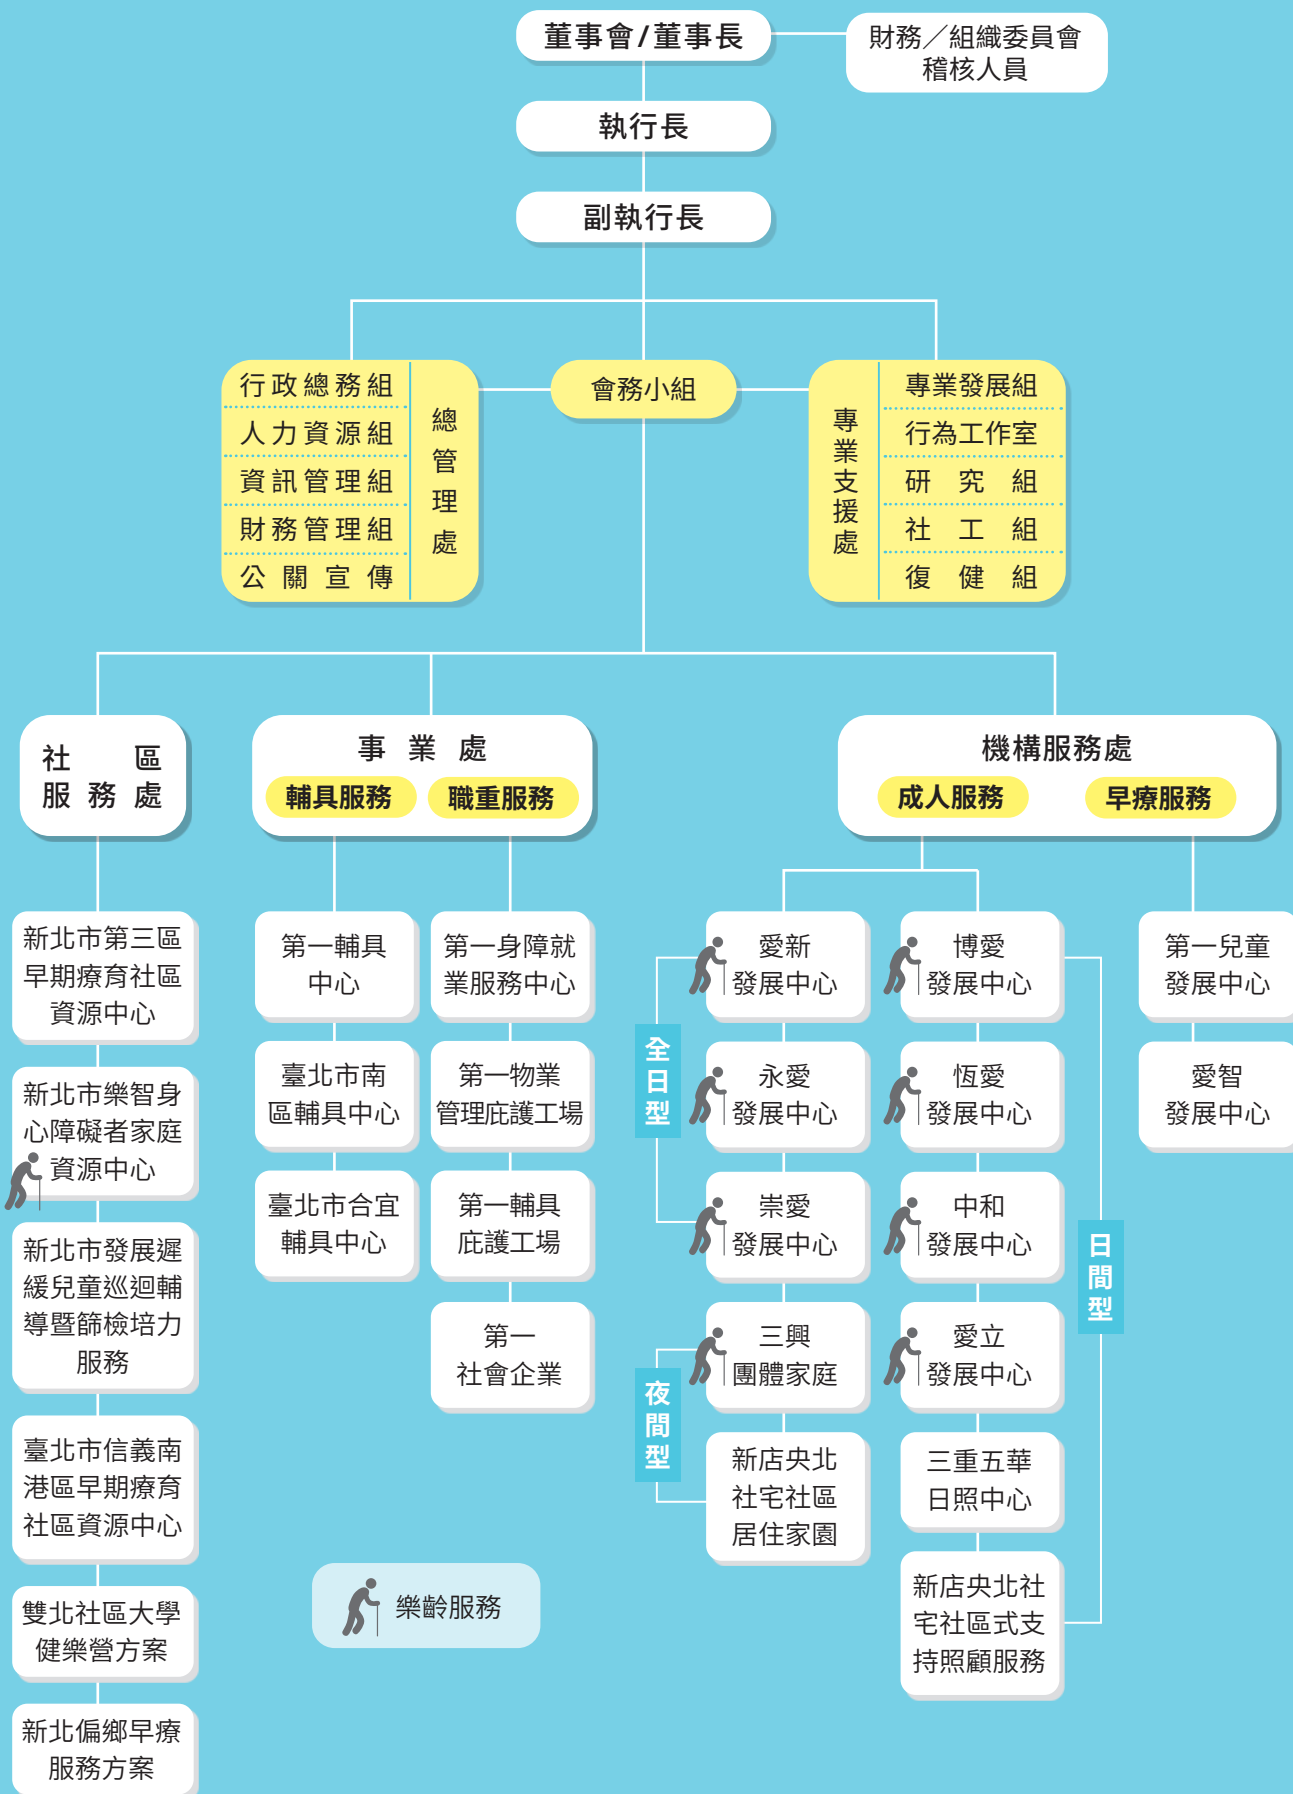 董事會/董事長
財務／組織委員會
稽核人員
執行長
副執行長
行政總務組
人力資源組
資訊管理組
財務管理組
公關宣傳
總管理處
會務小組
專業支援處
專業發展組
行為工作室
研究組
社工組
復健組
社區
服務處
事業處
輔具服務
職重服務
機構服務處
成人服務
早療服務
新北市第三區
早期療育社區
資源中心
新北市樂智身
心障礙者家庭
資源中心
新北市發展遲
緩兒童巡迴輔
導暨篩檢培力
服務
臺北市信義南
港區早期療育
社區資源中心
雙北社區大學
健樂營方案
新北偏鄉早療
服務方案
第一輔具
中心
臺北市南
區輔具中心
臺北市合宜
輔具中心
第一身障就
業服務中心
第一物業
管理庇護工場
第一輔具
庇護工場
第一
社會企業
全日型
夜間型
愛新
發展中心
永愛
發展中心
崇愛
發展中心
三興
團體家庭
新店央北
社宅社區
居住家園
博愛
發展中心
恆愛
發展中心
中和
發展中心
愛立
發展中心
三重五華
日照中心
新店央北社
宅社區式支
持照顧服務
日間型
第一兒童
發展中心
愛智
發展中心
樂齡服務